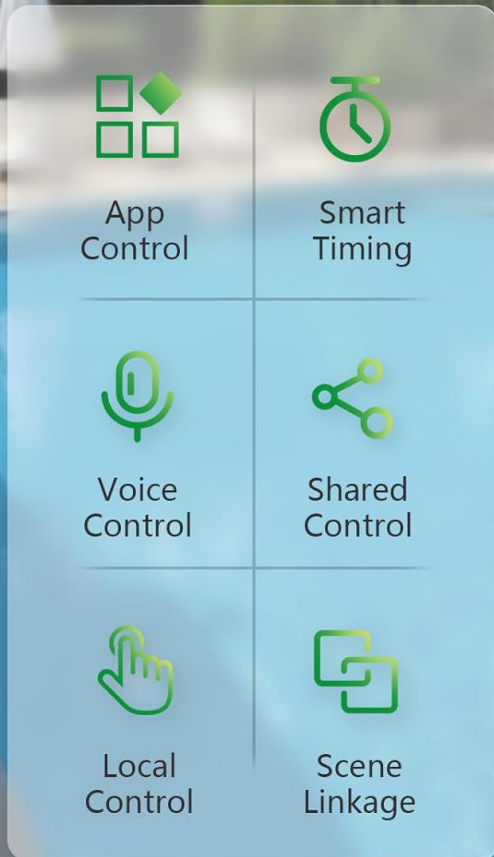 App
Control
Smart
Timing
Voice
Control
Shared
Control
Local
Control
Scene
Linkage